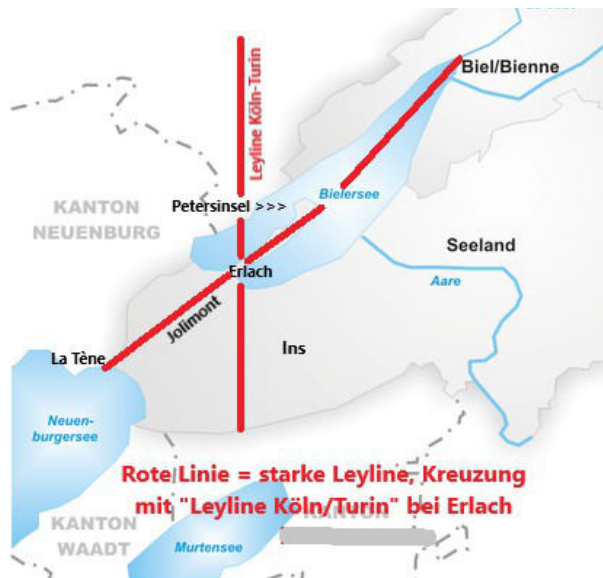 Biel/Bienne
Leyline Köln-Turin
KANTON
NEUENBURG
Petersinsel >>>
Bielersee
Seeland
Erlach
Aare
Jolimont
Ins
La Tène
Neuen-
burgersee
Rote Linie = starke Leyline, Kreuzung
mit "Leyline Köln/Turin" bei Erlach
KANTON
WAADT
KANTON
Murtensee